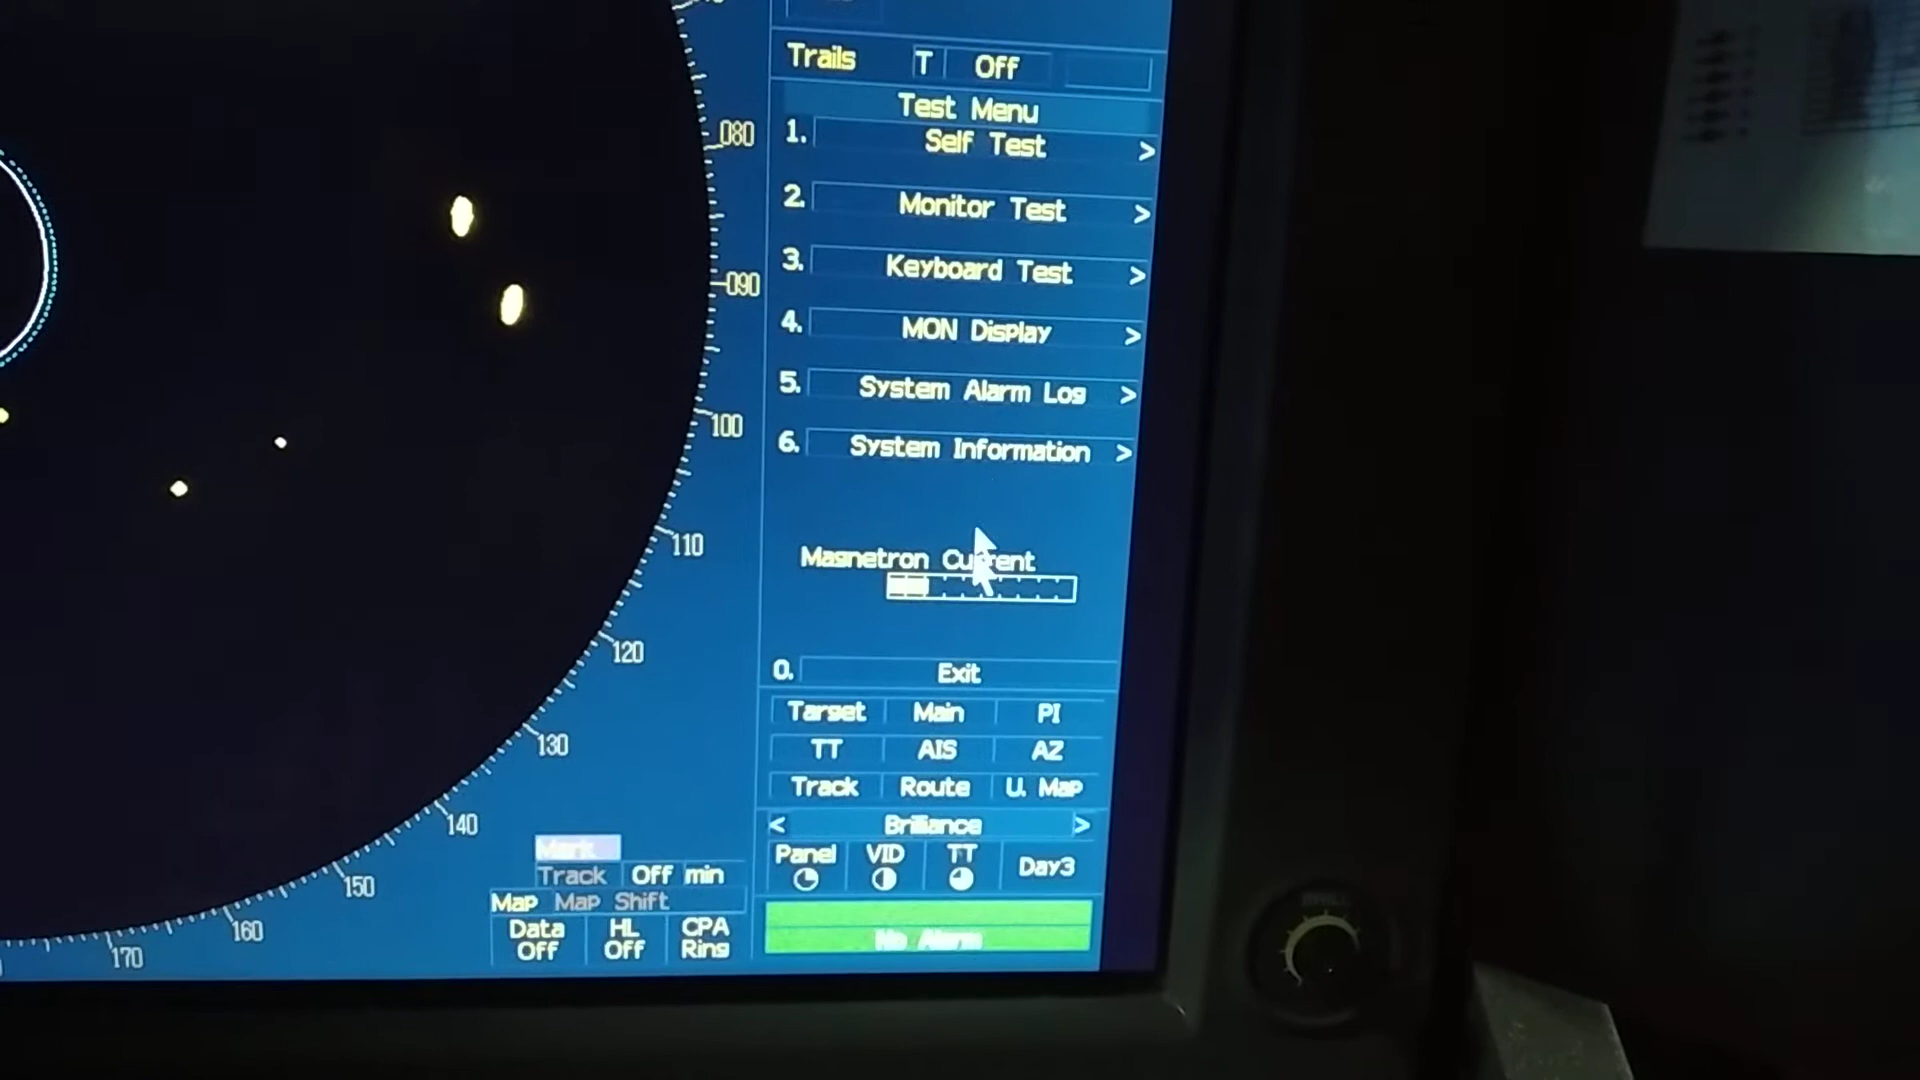 Trails T Off
Test Menu
1. Self Test >
080
2. Monitor Test >
3. Keyboard Test >
090
4. MON Display >
5. System Alarm Log >
100
6. System Information >
110
Magnetron Current
120
0. Exit
Target Main PI
130
TT AIS AZ
Track Route U. Map
140
< Brilliance >
Mark
Panel VID TT Day3
Track Off min
150
Map Map Shift
160
Data Off HL Off CPA Ring
No Alarm
170